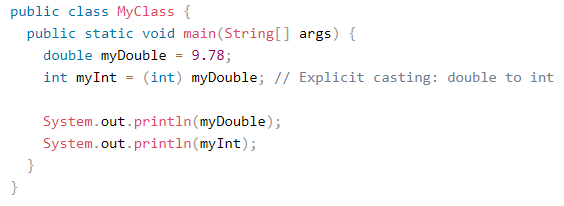 public class MyClass {
  public static void main(String[] args) {
    double myDouble = 9.78;
    int myInt = (int) myDouble; // Explicit casting: double to int

    System.out.println(myDouble);
    System.out.println(myInt);
  }
}